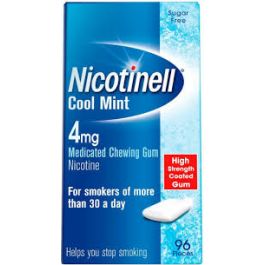 Sugar
Free
Nicotinell
Cool Mint
4mg
Medicated Chewing Gum
Nicotine
High
Strength
Coated
Gum
For smokers of more
than 30 a day
Helps you stop smoking
96
Pieces